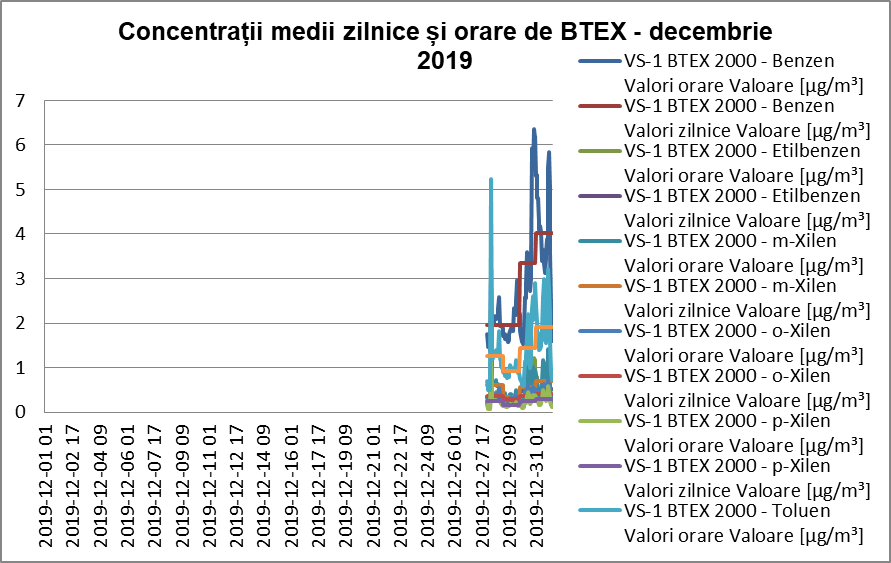 Concentrații medii zilnice și orare de BTEX - decembrie
2019
VS-1 BTEX 2000 - Benzen
Valori orare Valoare [µg/m³]
VS-1 BTEX 2000 - Benzen
Valori zilnice Valoare [µg/m³]
VS-1 BTEX 2000 - Etilbenzen
Valori orare Valoare [µg/m³]
VS-1 BTEX 2000 - Etilbenzen
Valori zilnice Valoare [µg/m³]
VS-1 BTEX 2000 - m-Xilen
Valori orare Valoare [µg/m³]
VS-1 BTEX 2000 - m-Xilen
Valori zilnice Valoare [µg/m³]
VS-1 BTEX 2000 - o-Xilen
Valori orare Valoare [µg/m³]
VS-1 BTEX 2000 - o-Xilen
Valori zilnice Valoare [µg/m³]
VS-1 BTEX 2000 - p-Xilen
Valori orare Valoare [µg/m³]
VS-1 BTEX 2000 - p-Xilen
Valori zilnice Valoare [µg/m³]
VS-1 BTEX 2000 - Toluen
Valori orare Valoare [µg/m³]
7
6
5
4
3
2
1
0
2019-12-01 01
2019-12-02 17
2019-12-04 09
2019-12-06 01
2019-12-07 17
2019-12-09 09
2019-12-11 01
2019-12-12 17
2019-12-14 09
2019-12-16 01
2019-12-17 17
2019-12-19 09
2019-12-21 01
2019-12-22 17
2019-12-24 09
2019-12-26 01
2019-12-27 17
2019-12-29 09
2019-12-31 01